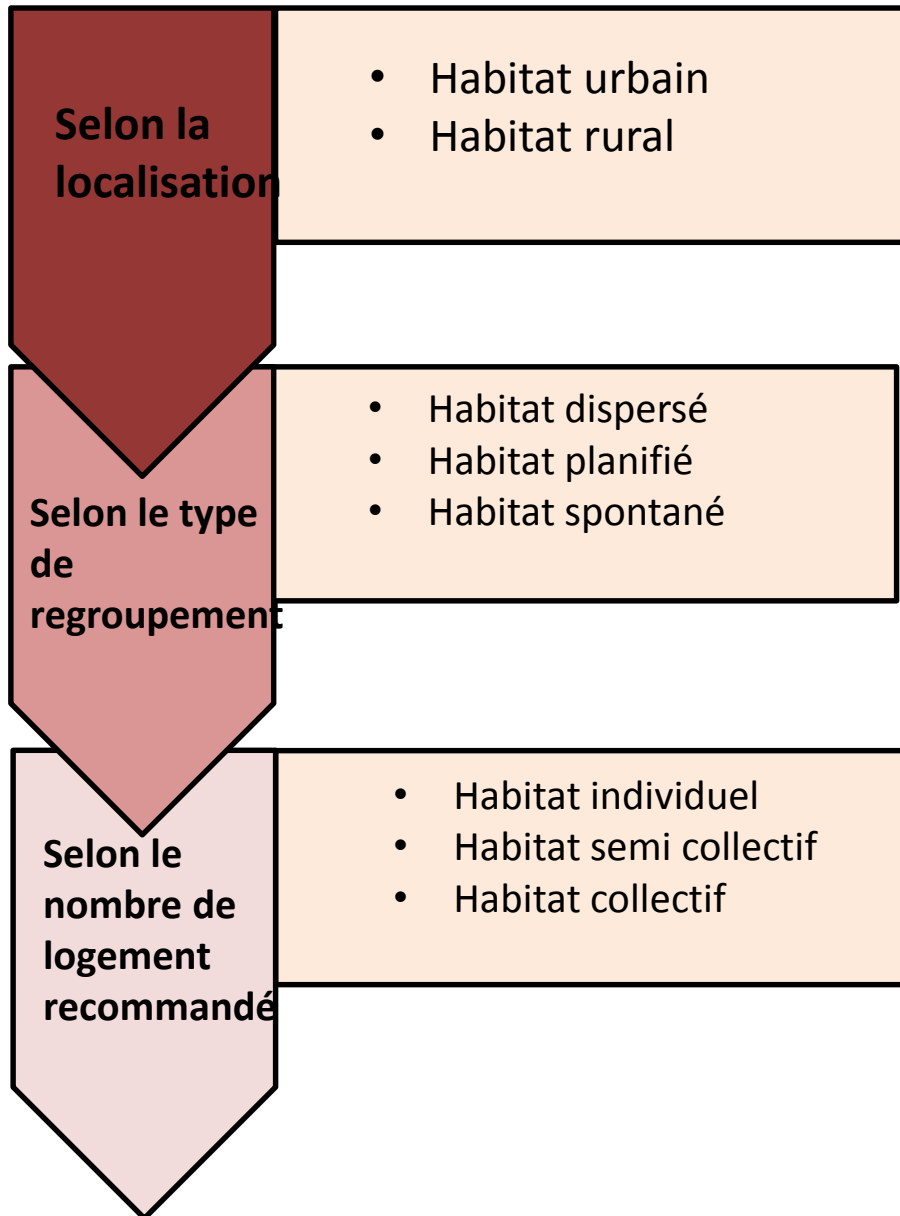 Selon la
localisation
• Habitat urbain
• Habitat rural
Selon le type
de
regroupement
• Habitat dispersé
• Habitat planifié
• Habitat spontané
Selon le
nombre de
logement
recommandé
• Habitat individuel
• Habitat semi collectif
• Habitat collectif